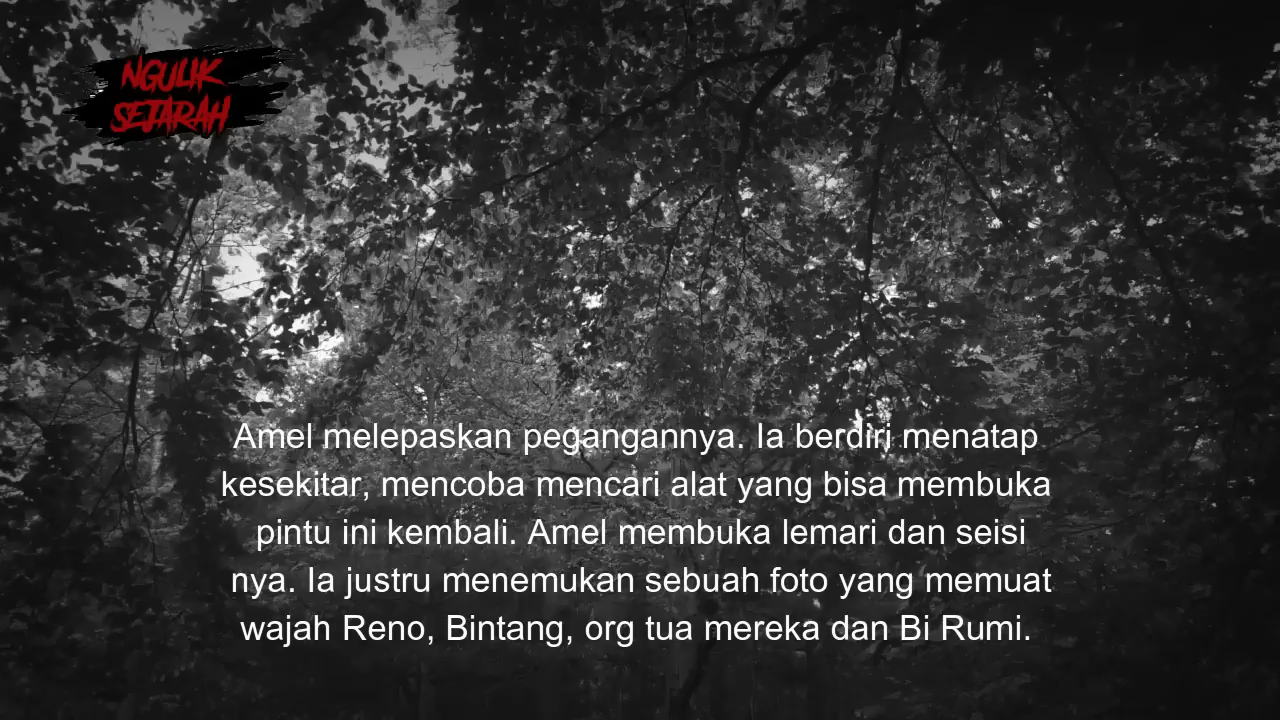 NGULIK
SEJARAH
Amel melepaskan pegangannya. Ia berdiri menatap
kesekitar, mencoba mencari alat yang bisa membuka
pintu ini kembali. Amel membuka lemari dan seisi
nya. Ia justru menemukan sebuah foto yang memuat
wajah Reno, Bintang, org tua mereka dan Bi Rumi.